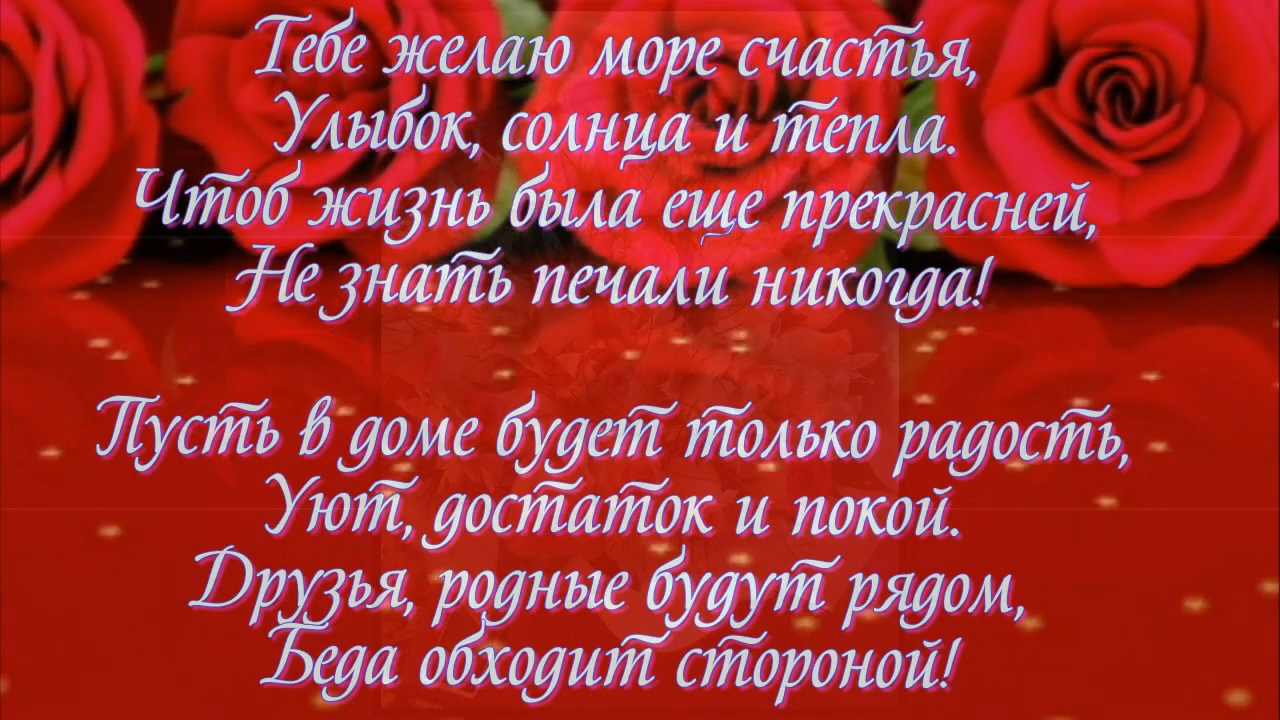 Тебе желаю море счастья,
Улыбок, солнца и тепла.
Чтоб жизнь была еще прекрасней,
Не знать печали никогда!
Пусть в доме будет только радость,
Уют, достаток и покой.
Друзья, родные будут рядом,
Беда обходит стороной!